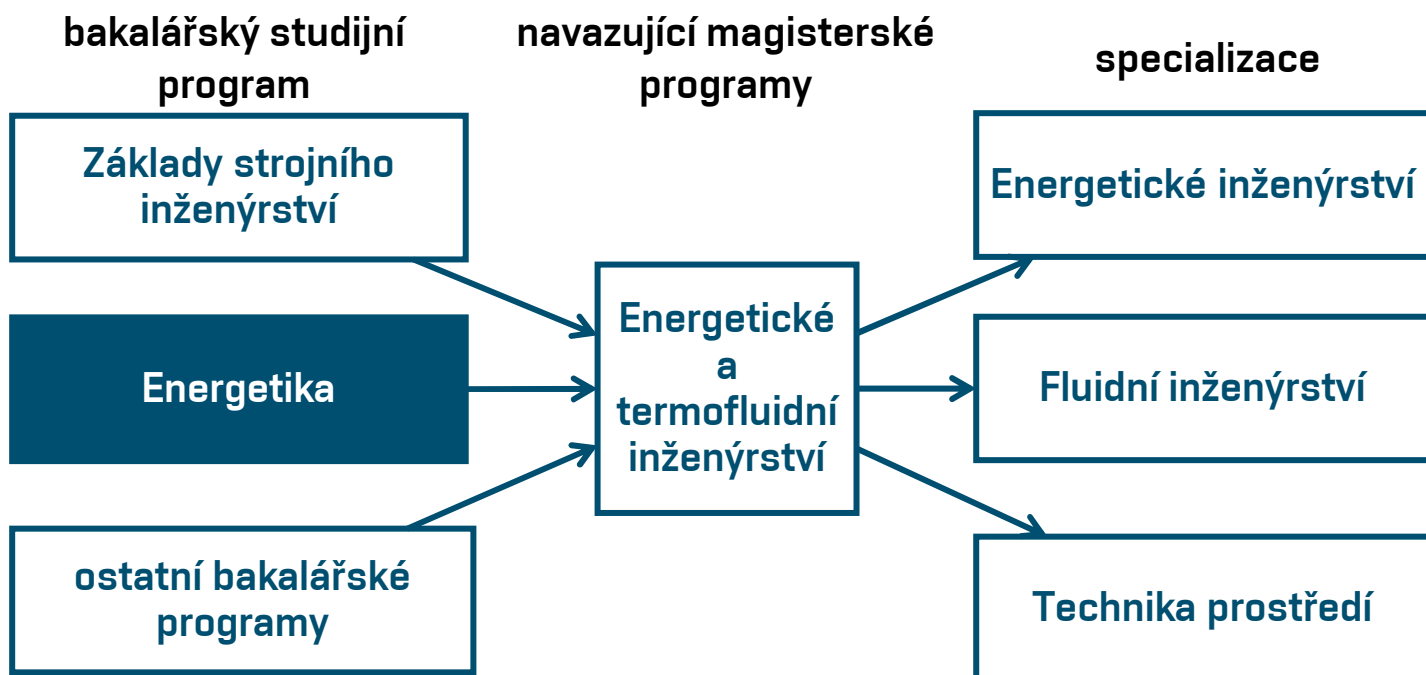 bakalářský studijní
program
navazující magisterské
programy
specializace
Základy strojního
inženýrství
Energetika
ostatní bakalářské
programy
Energetické
a
termofluidní
inženýrství
Energetické inženýrství
Fluidní inženýrství
Technika prostředí